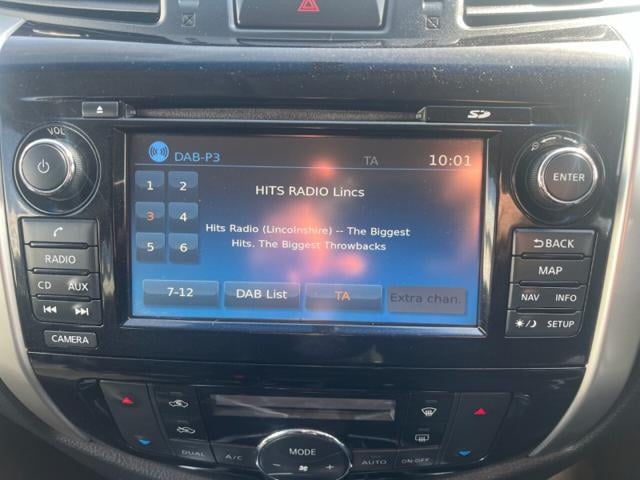 SD
VOL
DAB-P3
TA
10:01
1
2
3
4
5
6
HITS RADIO Lincs
Hits Radio (Lincolnshire) -- The Biggest
Hits. The Biggest Throwbacks
7-12
DAB List
TA
Extra chan.
RADIO
CD
AUX
CAMERA
ENTER
BACK
MAP
NAV
INFO
SETUP
DUAL
A/C
MODE
AUTO
ON·OFF